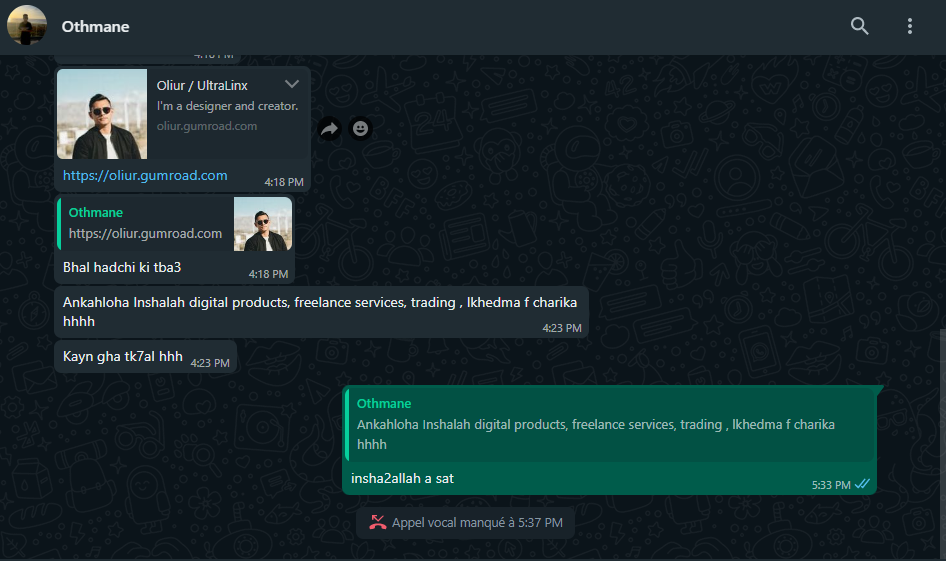 Othmane
4:18 PM
Oliur / UltraLinx
I'm a designer and creator.
oliur.gumroad.com
https://oliur.gumroad.com
4:18 PM
Othmane
https://oliur.gumroad.com
Bhal hadchi ki tba3
4:18 PM
Ankahloha Inshalah digital products, freelance services, trading , lkhedma f charika
hhhh
4:23 PM
Kayn gha tk7al hhh
4:23 PM
Othmane
Ankahloha Inshalah digital products, freelance services, trading , lkhedma f charika
hhhh
insha2allah a sat
5:33 PM
Appel vocal manqué à 5:37 PM